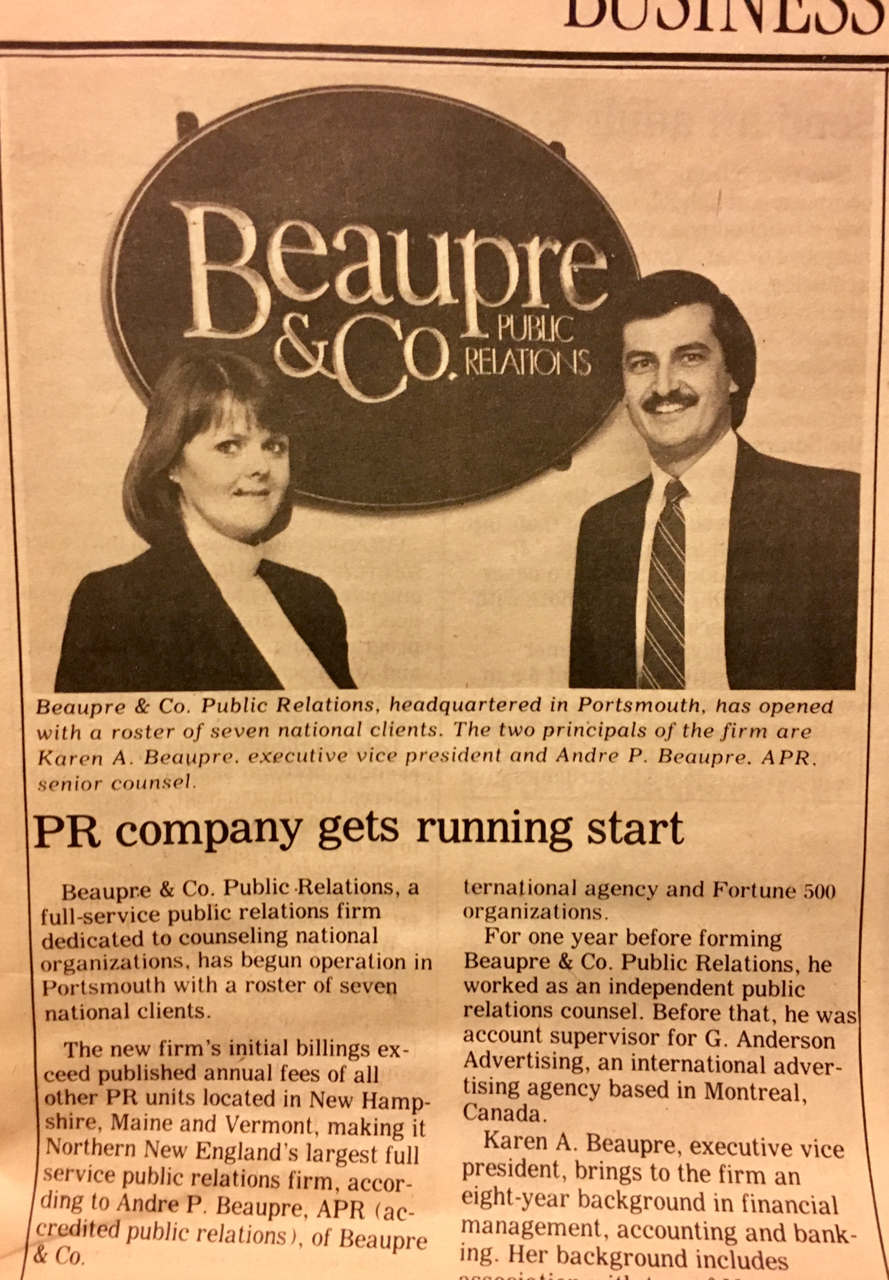 BUSINESS
Beaupre
& Co. PUBLIC
RELATIONS
Beaupre & Co. Public Relations, headquartered in Portsmouth, has opened
with a roster of seven national clients. The two principals of the firm are
Karen A. Beaupre, executive vice president and Andre P. Beaupre, APR,
senior counsel.
PR company gets running start
Beaupre & Co. Public Relations, a
full-service public relations firm
dedicated to counseling national
organizations, has begun operation in
Portsmouth with a roster of seven
national clients.
The new firm's initial billings ex-
ceed published annual fees of all
other PR units located in New Hamp-
shire, Maine and Vermont, making it
Northern New England's largest full
service public relations firm, accor-
ding to Andre P. Beaupre, APR (ac-
credited public relations), of Beaupre
& Co.
ternational agency and Fortune 500
organizations.
For one year before forming
Beaupre & Co. Public Relations, he
worked as an independent public
relations counsel. Before that, he was
account supervisor for G. Anderson
Advertising, an international adver-
tising agency based in Montreal,
Canada.
Karen A. Beaupre, executive vice
president, brings to the firm an
eight-year background in financial
management, accounting and bank-
ing. Her background includes